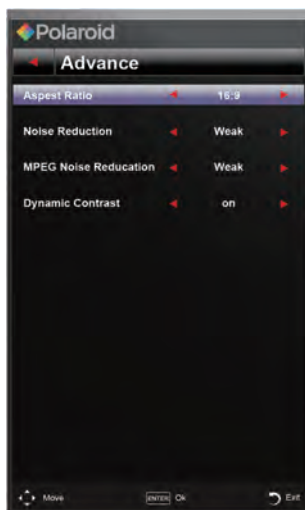 Polaroid
Advance
Aspest Ratio 16:9
Noise Reduction Weak
MPEG Noise Reducation Weak
Dynamic Contrast on
Move ENTER Ok Exit